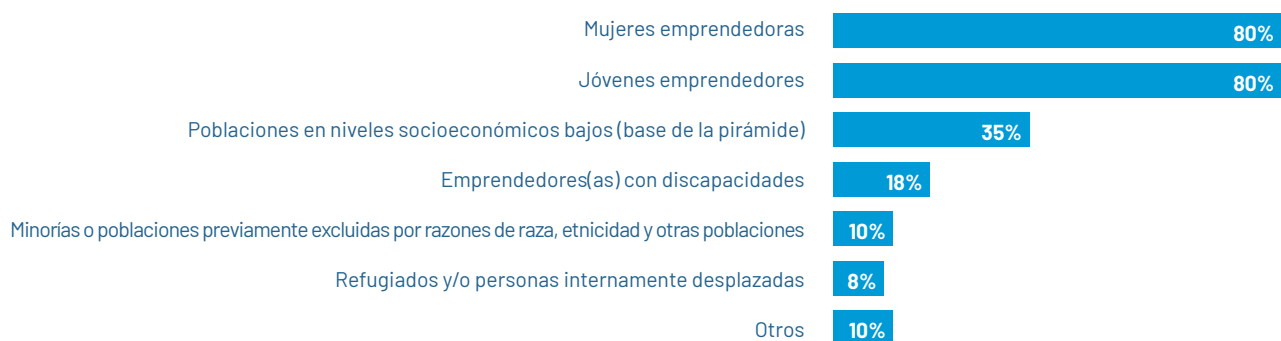 Mujeres emprendedoras 80%
Jóvenes emprendedores 80%
Poblaciones en niveles socioeconómicos bajos (base de la pirámide) 35%
Emprendedores(as) con discapacidades 18%
Minorías o poblaciones previamente excluidas por razones de raza, etnicidad y otras poblaciones 10%
Refugiados y/o personas internamente desplazadas 8%
Otros 10%